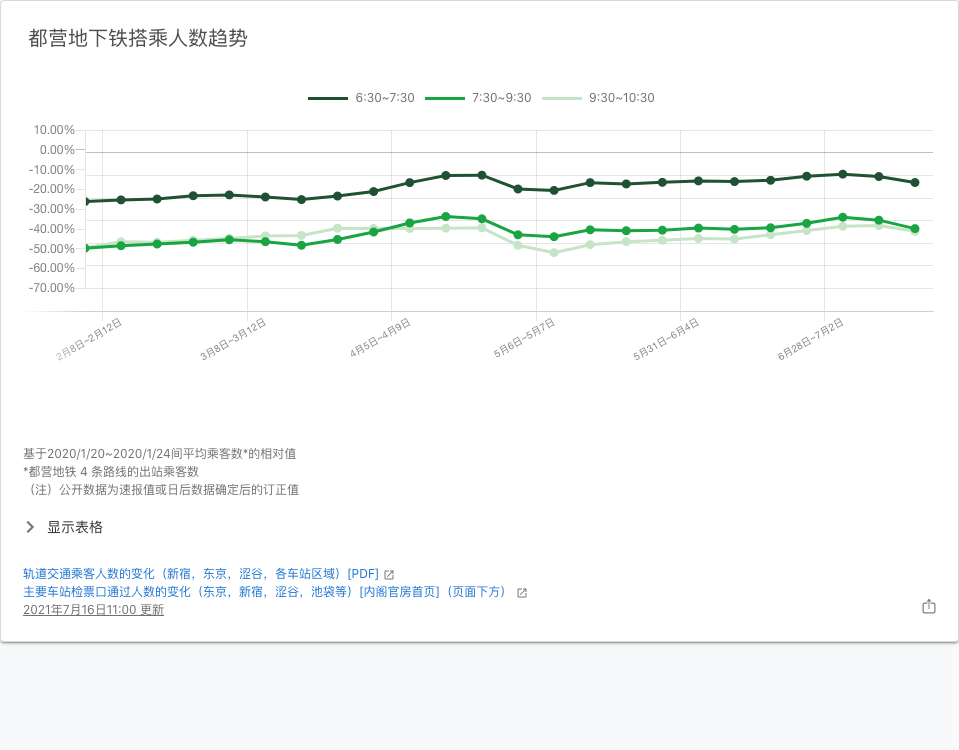 都营地下铁搭乘人数趋势
6:30~7:30 7:30~9:30 9:30~10:30
10.00%
0.00%
-10.00%
-20.00%
-30.00%
-40.00%
-50.00%
-60.00%
-70.00%
2月8日~2月12日 3月8日~3月12日 4月5日~4月9日 5月6日~5月7日 5月31日~6月4日 6月28日~7月2日
基于2020/1/20~2020/1/24间平均乘客数*的相对值
*都营地铁 4 条路线的出站乘客数
（注）公开数据为速报值或日后数据确定后的订正值
显示表格
轨道交通乘客人数的变化（新宿，东京，涩谷，各车站区域）[PDF]
主要车站检票口通过人数的变化（东京，新宿，涩谷，池袋等）[内阁官房首页]（页面下方）
2021年7月16日11:00 更新